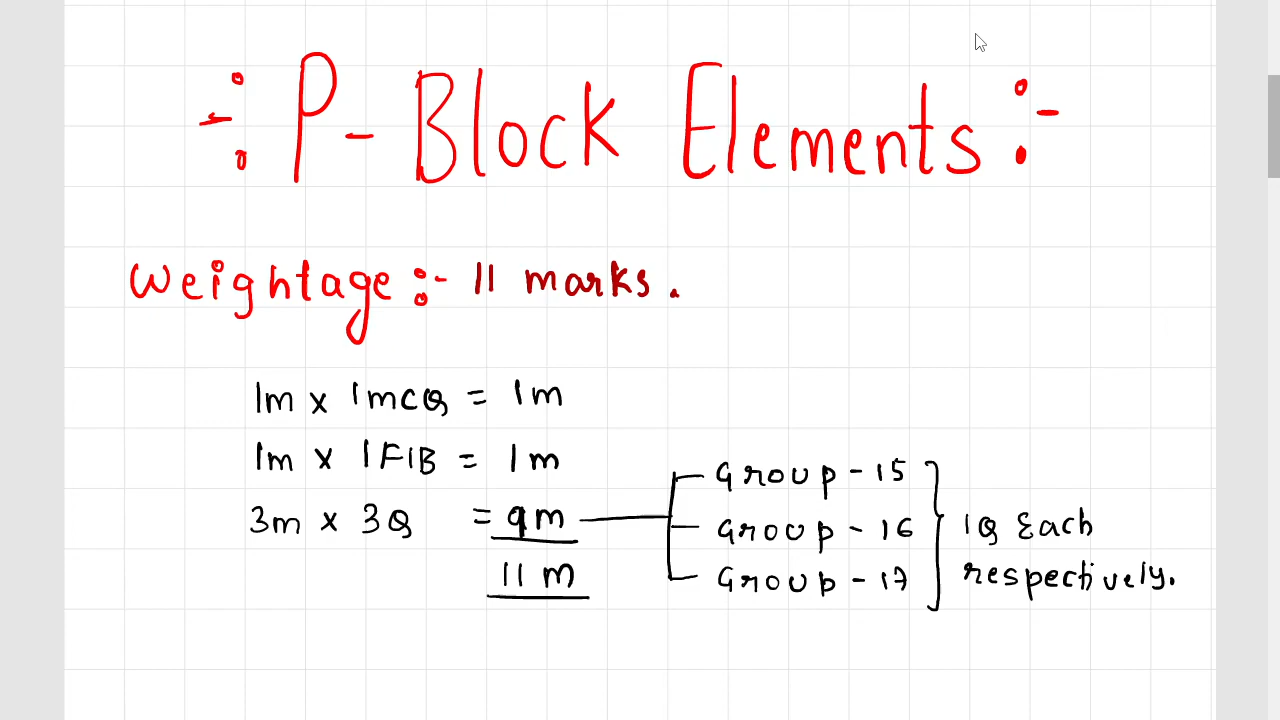 -: P-Block Elements :-
Weightage :- 11 marks.
1m x 1mcQ = 1m
1m x 1FIB = 1m
3m x 3Q = 9m
11 m
Group - 15
Group - 16
Group - 17
1Q Each
respectively.